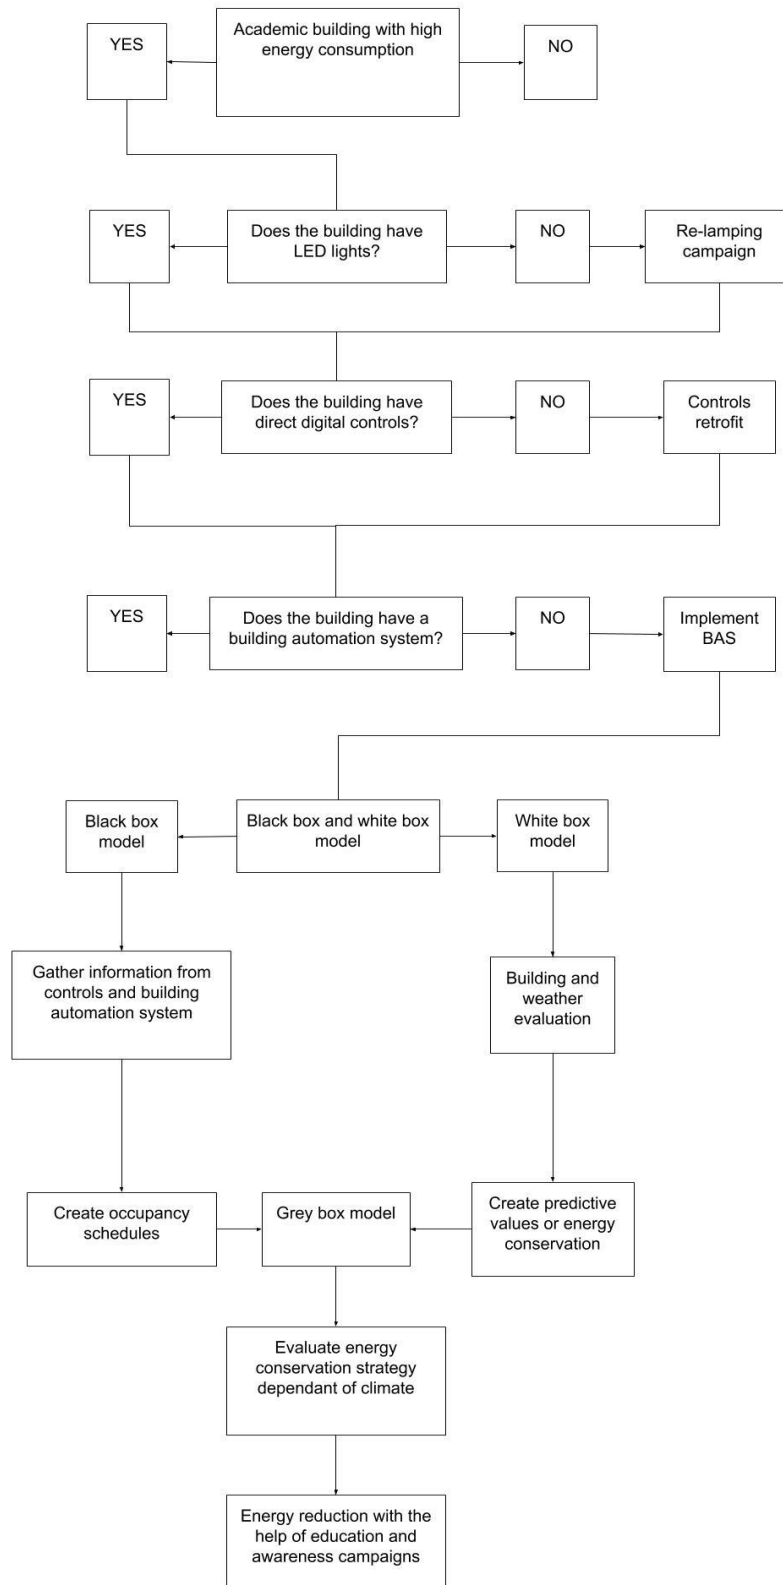 YES
Academic building with high
energy consumption
NO
YES
Does the building have
LED lights?
NO
Re-lamping
campaign
YES
Does the building have
direct digital controls?
NO
Controls
retrofit
YES
Does the building have a
building automation system?
NO
Implement
BAS
Black box
model
Black box and white box
model
White box
model
Gather information from
controls and building
automation system
Building and
weather
evaluation
Create occupancy
schedules
Grey box model
Create predictive
values or energy
conservation
Evaluate energy
conservation strategy
dependant of climate
Energy reduction with the
help of education and
awareness campaigns